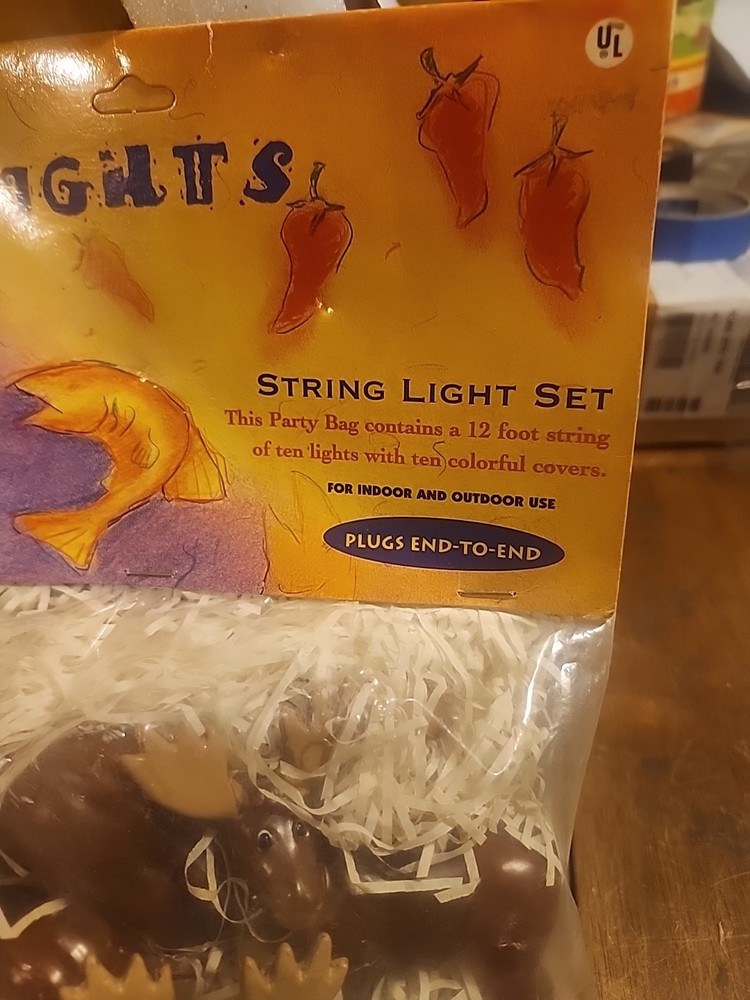 UL
IGHTS
STRING LIGHT SET
This Party Bag contains a 12 foot string
of ten lights with ten colorful covers.
FOR INDOOR AND OUTDOOR USE
PLUGS END-TO-END